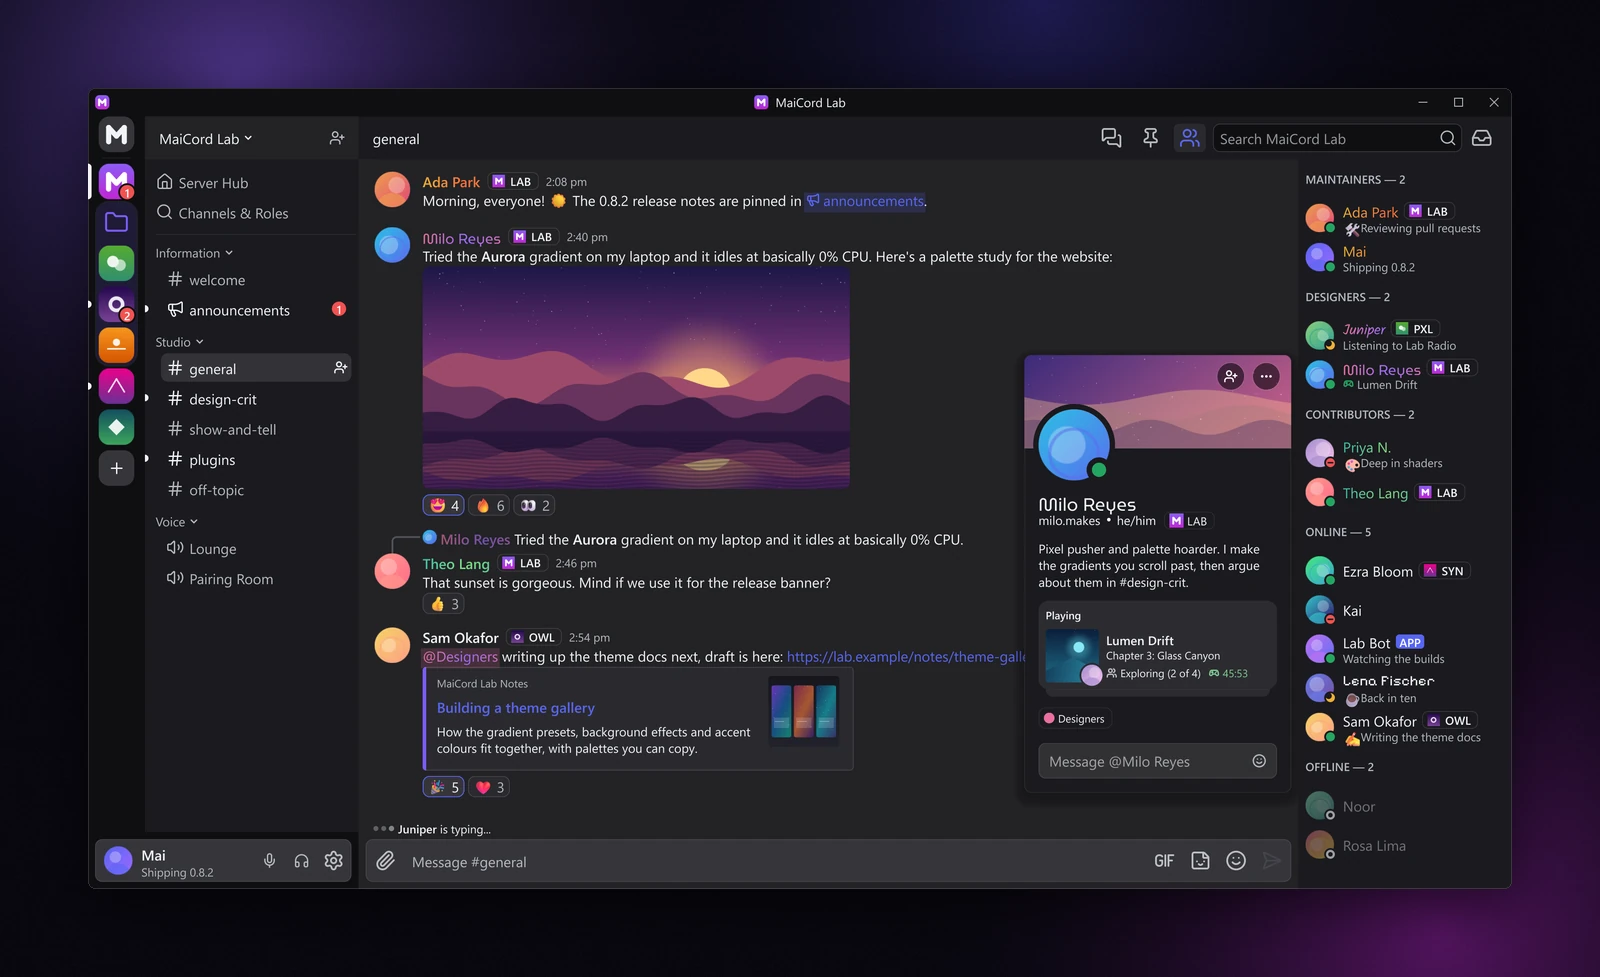 MaiCord Lab
MaiCord Lab
Server Hub
Channels & Roles
Information
welcome
announcements
1
Studio
general
design-crit
show-and-tell
plugins
off-topic
Voice
Lounge
Pairing Room
Mai
Shipping 0.8.2
1
2
general
Search MaiCord Lab
Ada Park LAB 2:08 pm
Morning, everyone! The 0.8.2 release notes are pinned in announcements.
Milo Reyes LAB 2:40 pm
Tried the Aurora gradient on my laptop and it idles at basically 0% CPU. Here's a palette study for the website:
4 6 2
Milo Reyes Tried the Aurora gradient on my laptop and it idles at basically 0% CPU.
Theo Lang LAB 2:46 pm
That sunset is gorgeous. Mind if we use it for the release banner?
3
Sam Okafor OWL 2:54 pm
@Designers writing up the theme docs next, draft is here: https://lab.example/notes/theme-galle
MaiCord Lab Notes
Building a theme gallery
How the gradient presets, background effects and accent
colours fit together, with palettes you can copy.
5 3
Juniper is typing...
Message #general
GIF
Milo Reyes
milo.makes • he/him LAB
Pixel pusher and palette hoarder. I make
the gradients you scroll past, then argue
about them in #design-crit.
Playing
Lumen Drift
Chapter 3: Glass Canyon
Exploring (2 of 4) 45:53
Designers
Message @Milo Reyes
MAINTAINERS — 2
Ada Park LAB
Reviewing pull requests
Mai
Shipping 0.8.2
DESIGNERS — 2
Juniper PXL
Listening to Lab Radio
Milo Reyes LAB
Lumen Drift
CONTRIBUTORS — 2
Priya N.
Deep in shaders
Theo Lang LAB
ONLINE — 5
Ezra Bloom SYN
Kai
Lab Bot APP
Watching the builds
Lena Fischer
Back in ten
Sam Okafor OWL
Writing the theme docs
OFFLINE — 2
Noor
Rosa Lima